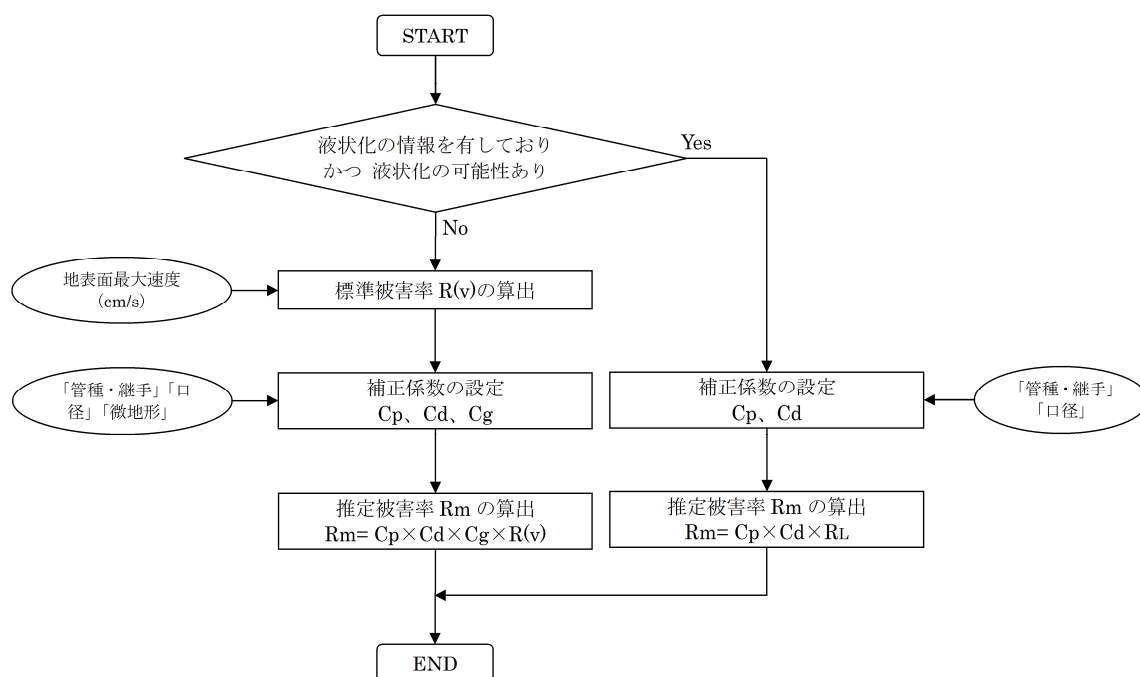 START
液状化の情報を有しており
かつ 液状化の可能性あり
Yes
No
地表面最大速度
(cm/s)
標準被害率 R(v)の算出
「管種・継手」「口
径」「微地形」
補正係数の設定
Cp、Cd、Cg
補正係数の設定
Cp、Cd
「管種・継手」
「口径」
推定被害率 Rm の算出
Rm= Cp×Cd×Cg×R(v)
推定被害率 Rm の算出
Rm= Cp×Cd×RL
END